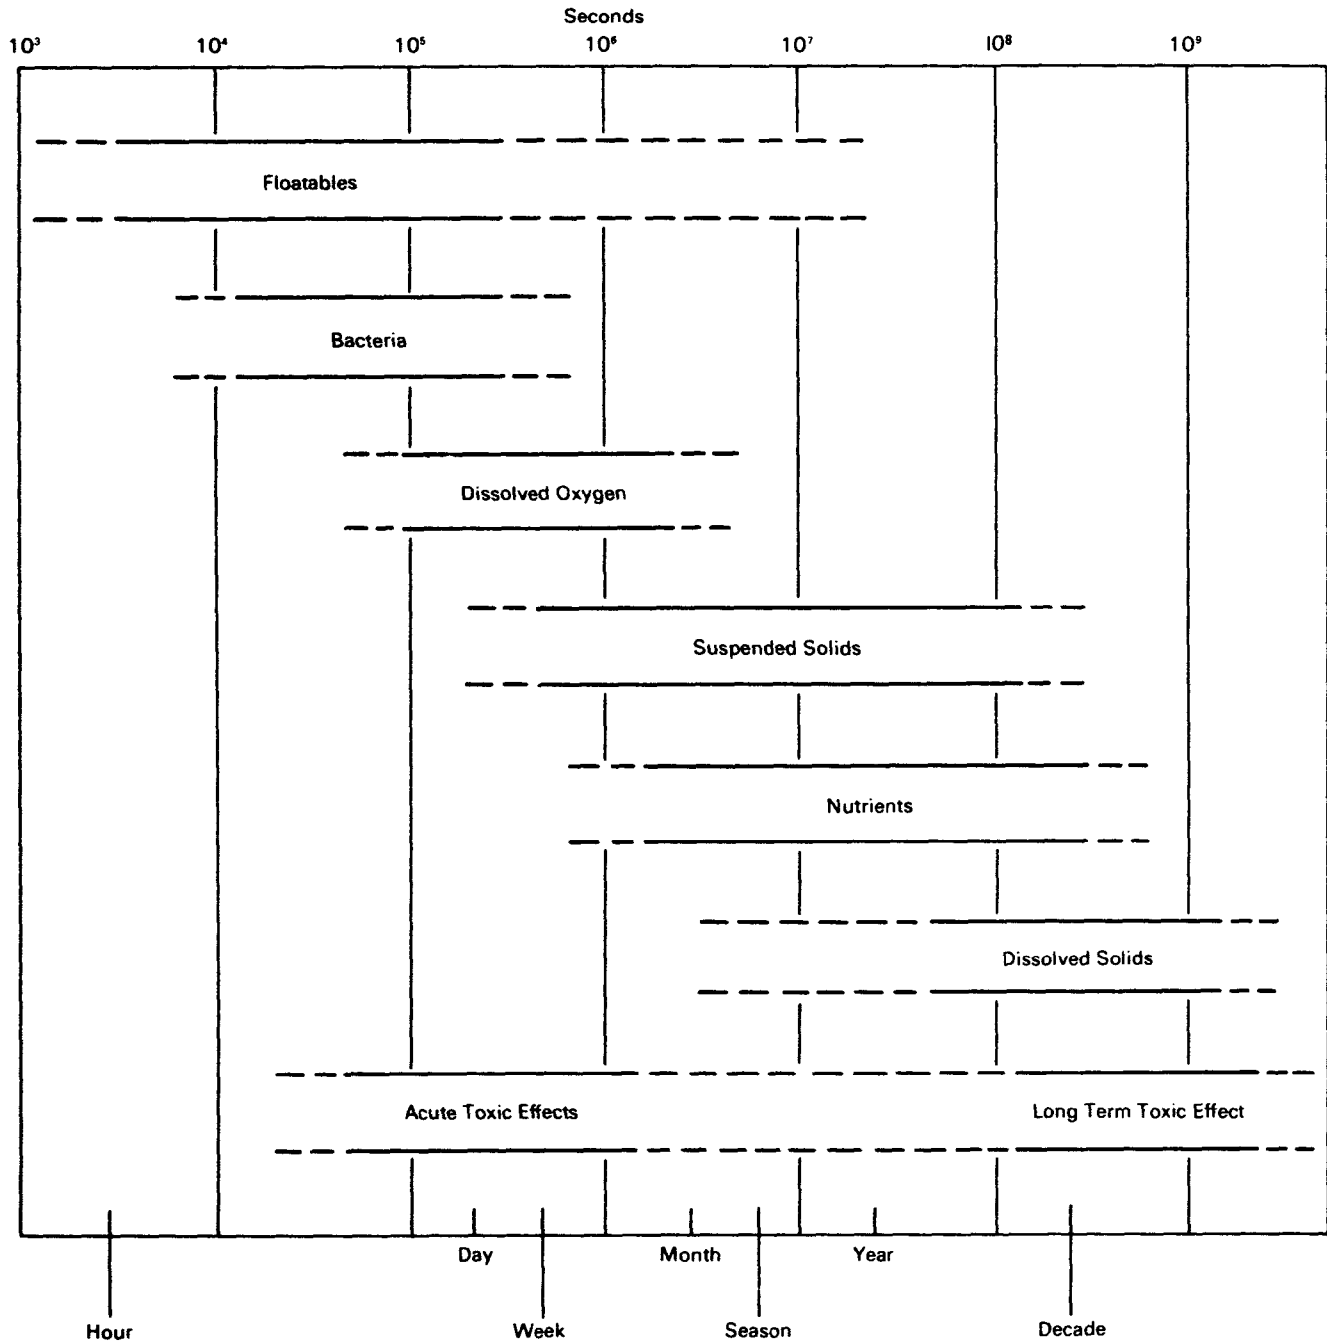 Seconds
10³ 10⁴ 10⁵ 10⁶ 10⁷ 10⁸ 10⁹
Floatables
Bacteria
Dissolved Oxygen
Suspended Solids
Nutrients
Dissolved Solids
Acute Toxic Effects Long Term Toxic Effect
Day Month Year
Hour Week Season Decade